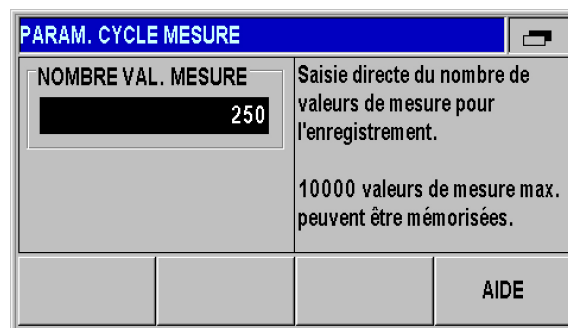 PARAM. CYCLE MESURE
NOMBRE VAL. MESURE
250
Saisie directe du nombre de
valeurs de mesure pour
l'enregistrement.
10000 valeurs de mesure max.
peuvent être mémorisées.
AIDE